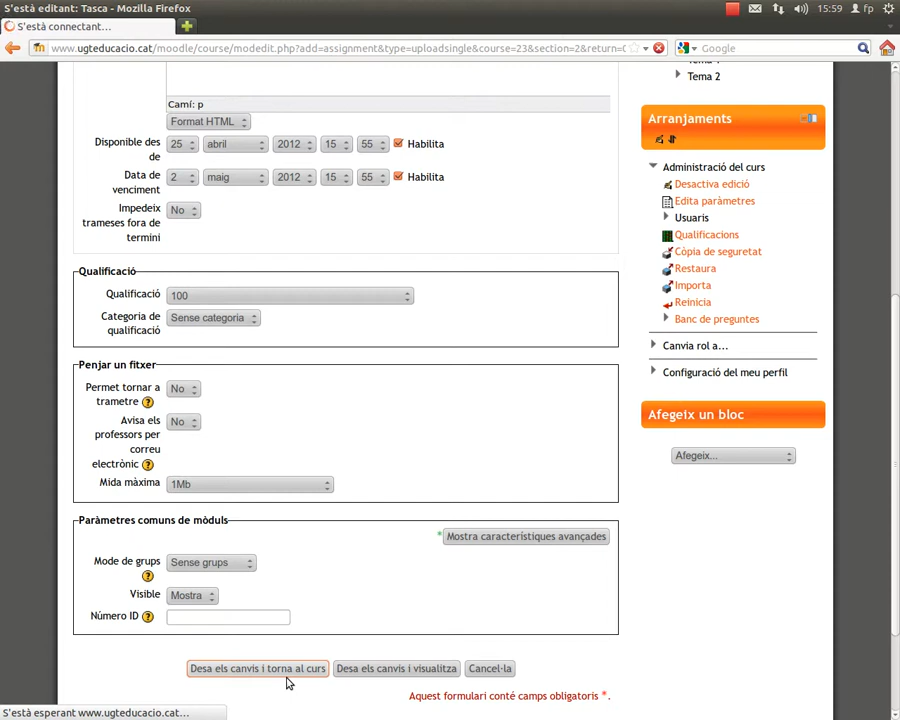 S'està editant: Tasca - Mozilla Firefox
15:59
fp
S'està connectant...
www.ugteducacio.cat/moodle/course/modedit.php?add=assignment&type=uploadsingle&course=23&section=2&return=0
Google
Camí: p
Format HTML
Disponible des
de
25 abril 2012 15 55 Habilita
Data de
venciment
2 maig 2012 15 55 Habilita
Impedeix
trameses fora de
termini
No
Qualificació
Qualificació 100
Categoria de
qualificació
Sense categoria
Penjar un fitxer
Permet tornar a
trametre
No
Avisa els
professors per
correu
electrònic
No
Mida màxima 1Mb
Paràmetres comuns de mòduls
* Mostra característiques avançades
Mode de grups Sense grups
Visible Mostra
Número ID
Desa els canvis i torna al curs Desa els canvis i visualitza Cancel·la
Aquest formulari conté camps obligatoris *.
Tema 2
Arranjaments
Administració del curs
Desactiva edició
Edita paràmetres
Usuaris
Qualificacions
Còpia de seguretat
Restaura
Importa
Reinicia
Banc de preguntes
Canvia rol a...
Configuració del meu perfil
Afegeix un bloc
Afegeix...
S'està esperant www.ugteducacio.cat...